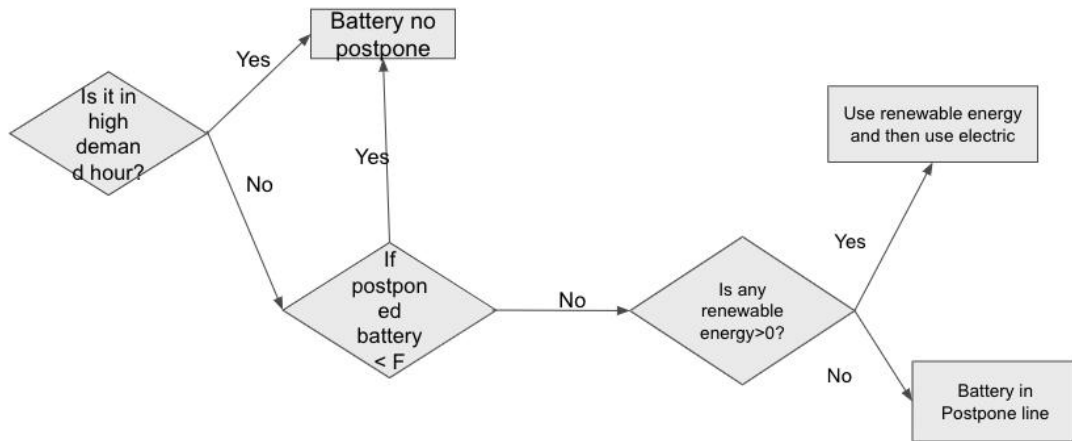 Battery no
postpone
Yes
Is it in
high
deman
d hour?
No
Yes
If
postpon
ed
battery
< F
No
Is any
renewable
energy>0?
Yes
Use renewable energy
and then use electric
No
Battery in
Postpone line